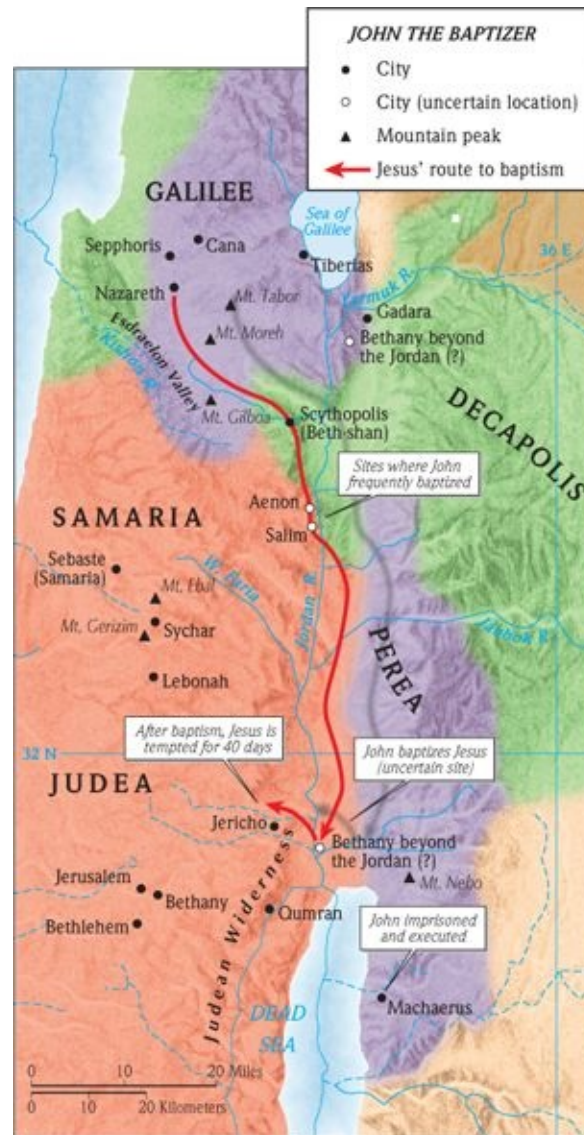 JOHN THE BAPTIZER
City
City (uncertain location)
Mountain peak
Jesus' route to baptism
GALILEE
Sea of
Galilee
36 E
Sepphoris
Cana
Tiberias
Nazareth
Mt. Tabor
Yarmuk R.
Gadara
Mt. Moreh
Bethany beyond
the Jordan (?)
Esdraelon Valley
Kishon R.
Mt. Gilboa
Scythopolis
(Beth-shan)
DECAPOLIS
Sites where John
frequently baptized
Aenon
Salim
SAMARIA
Sebaste
(Samaria)
Mt. Ebal
W. Faria
Jordan R.
Mt. Gerizim
Sychar
Jabbok R.
PEREA
Lebonah
After baptism, Jesus is
tempted for 40 days
John baptizes Jesus
(uncertain site)
32 N
JUDEA
Jericho
Bethany beyond
the Jordan (?)
Mt. Nebo
Jerusalem
Bethany
Bethlehem
Qumran
Judean Wilderness
John imprisoned
and executed
Machaerus
DEAD
SEA
0 10 20 Miles
0 10 20 Kilometers